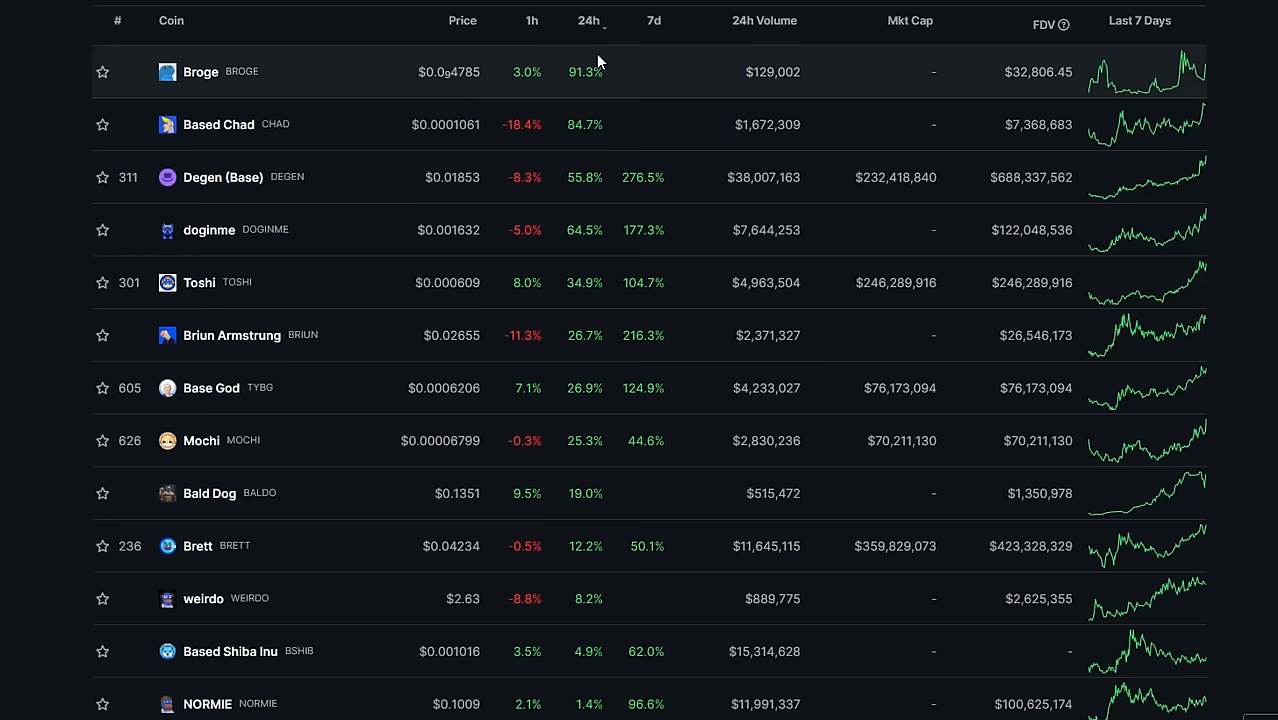 # Coin Price 1h 24h 7d 24h Volume Mkt Cap FDV Last 7 Days
Broge BROGE $0.0₉4785 3.0% 91.3% $129,002 - $32,806.45
Based Chad CHAD $0.0001061 -18.4% 84.7% $1,672,309 - $7,368,683
311 Degen (Base) DEGEN $0.01853 -8.3% 55.8% 276.5% $38,007,163 $232,418,840 $688,337,562
doginme DOGINME $0.001632 -5.0% 64.5% 177.3% $7,644,253 - $122,048,536
301 Toshi TOSHI $0.000609 8.0% 34.9% 104.7% $4,963,504 $246,289,916 $246,289,916
Briun Armstrung BRIUN $0.02655 -11.3% 26.7% 216.3% $2,371,327 - $26,546,173
605 Base God TYBG $0.0006206 7.1% 26.9% 124.9% $4,233,027 $76,173,094 $76,173,094
626 Mochi MOCHI $0.00006799 -0.3% 25.3% 44.6% $2,830,236 $70,211,130 $70,211,130
Bald Dog BALDO $0.1351 9.5% 19.0% $515,472 - $1,350,978
236 Brett BRETT $0.04234 -0.5% 12.2% 50.1% $11,645,115 $359,829,073 $423,328,329
weirdo WEIRDO $2.63 -8.8% 8.2% $889,775 - $2,625,355
Based Shiba Inu BSHIB $0.001016 3.5% 4.9% 62.0% $15,314,628 - -
NORMIE NORMIE $0.1009 2.1% 1.4% 96.6% $11,991,337 - $100,625,174